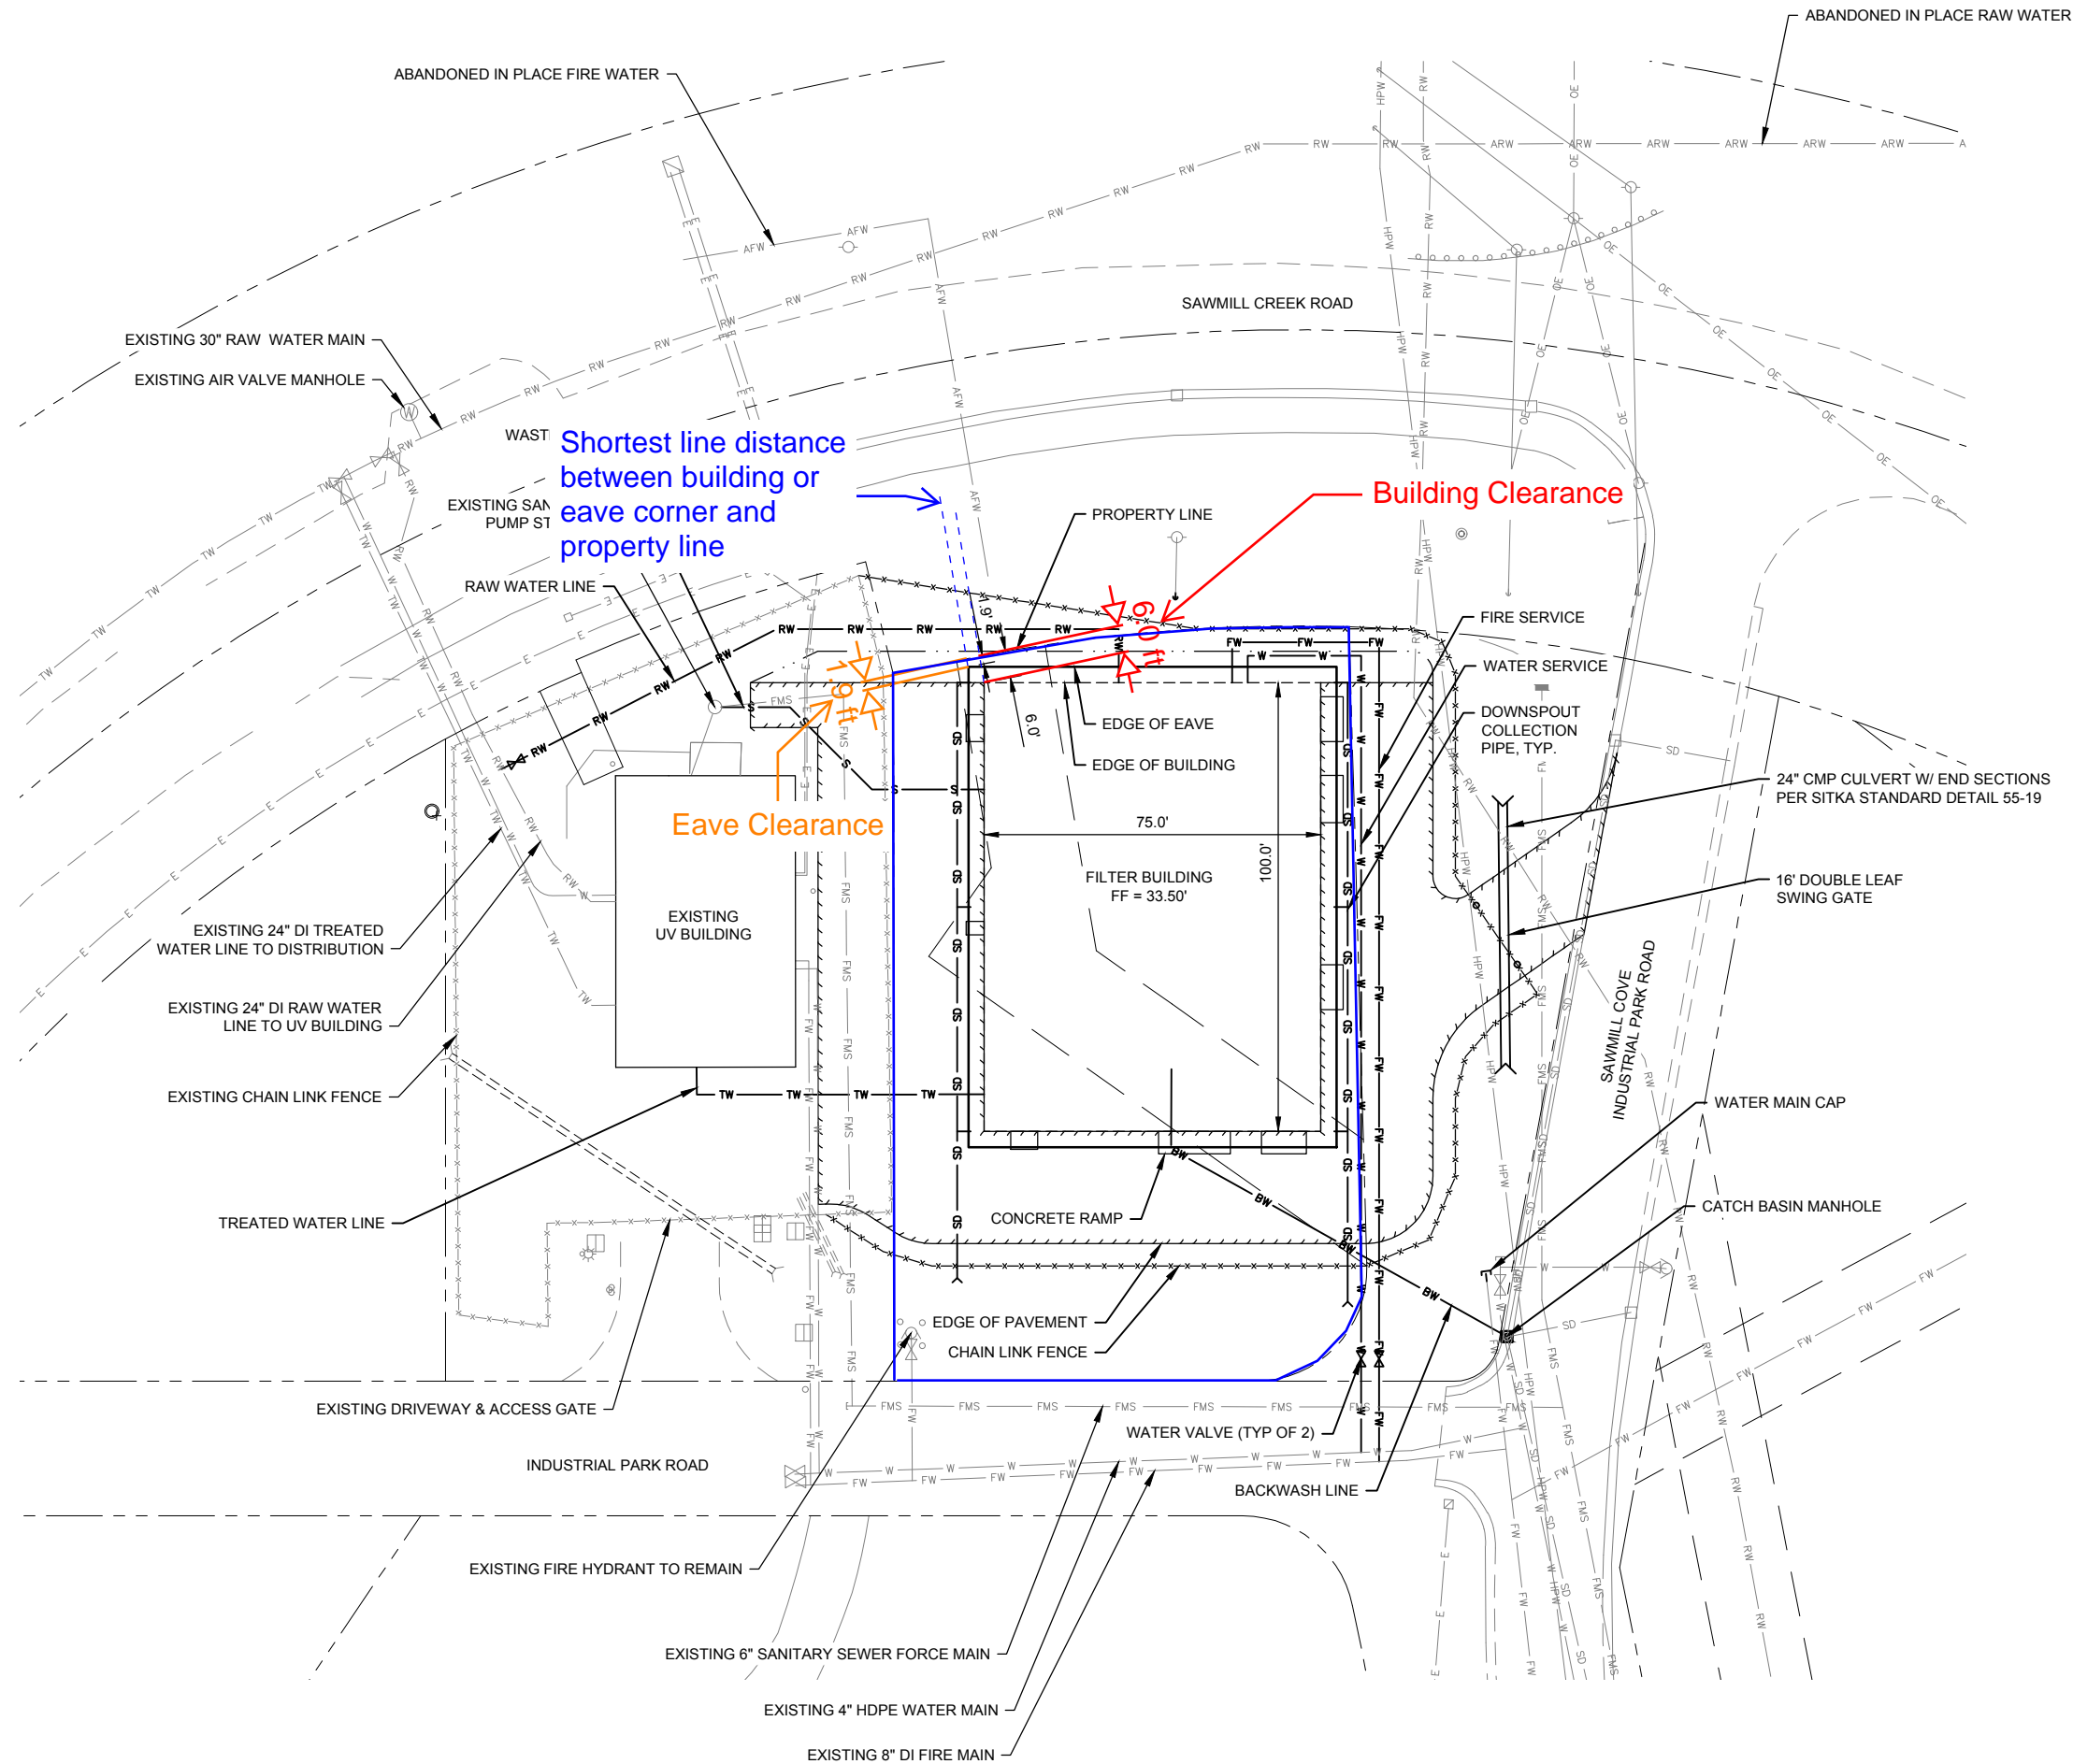 ABANDONED IN PLACE RAW WATER
ABANDONED IN PLACE FIRE WATER
SAWMILL CREEK ROAD
EXISTING 30" RAW WATER MAIN
EXISTING AIR VALVE MANHOLE
WAST
Shortest line distance
between building or
eave corner and
property line
EXISTING SAN
PUMP ST
Building Clearance
PROPERTY LINE
RAW WATER LINE
1.9'
6.0 ft
FIRE SERVICE
WATER SERVICE
1.9 ft
6.0'
EDGE OF EAVE
DOWNSPOUT
COLLECTION
PIPE, TYP.
EDGE OF BUILDING
24" CMP CULVERT W/ END SECTIONS
PER SITKA STANDARD DETAIL 55-19
Eave Clearance
75.0'
100.0'
FILTER BUILDING
FF = 33.50'
16' DOUBLE LEAF
SWING GATE
EXISTING
UV BUILDING
EXISTING 24" DI TREATED
WATER LINE TO DISTRIBUTION
EXISTING 24" DI RAW WATER
LINE TO UV BUILDING
SAWMILL COVE
INDUSTRIAL PARK ROAD
EXISTING CHAIN LINK FENCE
WATER MAIN CAP
TREATED WATER LINE
CONCRETE RAMP
CATCH BASIN MANHOLE
EDGE OF PAVEMENT
CHAIN LINK FENCE
EXISTING DRIVEWAY & ACCESS GATE
WATER VALVE (TYP OF 2)
INDUSTRIAL PARK ROAD
BACKWASH LINE
EXISTING FIRE HYDRANT TO REMAIN
EXISTING 6" SANITARY SEWER FORCE MAIN
EXISTING 4" HDPE WATER MAIN
EXISTING 8" DI FIRE MAIN